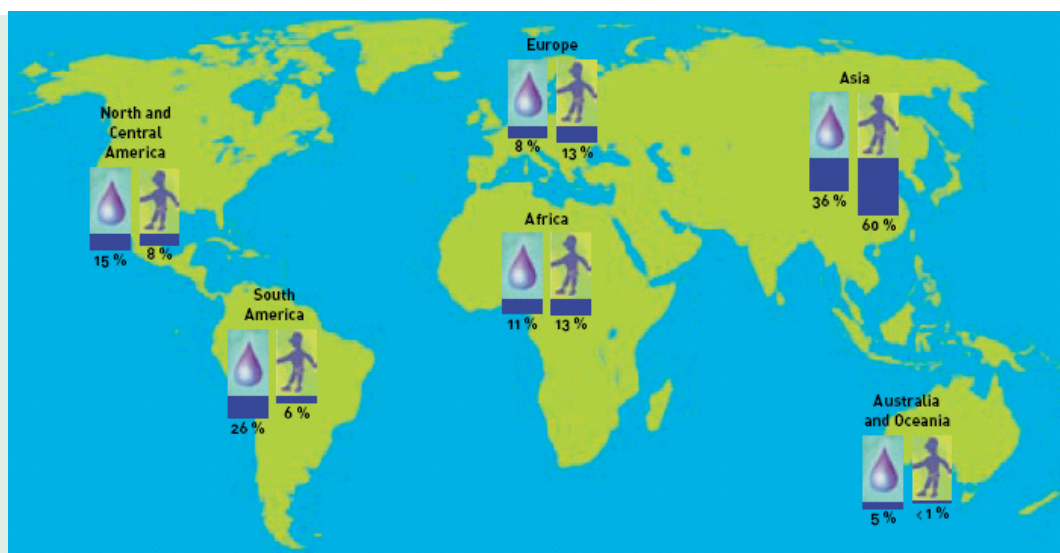 Europe
8 % 13 %
Asia
36 %
60 %
North and
Central
America
15 % 8 %
Africa
11 % 13 %
South
America
26 % 6 %
Australia
and Oceania
5 % <1 %